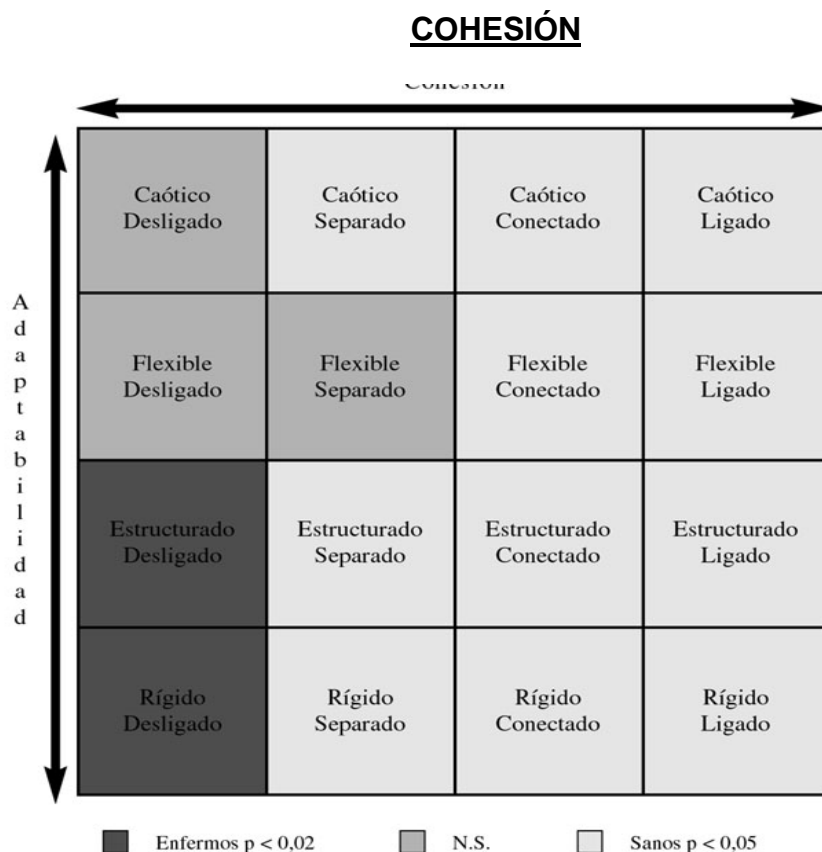 COHESIÓN
Cohesión
Caótico Caótico Caótico Caótico
Desligado Separado Conectado Ligado
Flexible Flexible Flexible Flexible
Desligado Separado Conectado Ligado
Estructurado Estructurado Estructurado Estructurado
Desligado Separado Conectado Ligado
Rígido Rígido Rígido Rígido
Desligado Separado Conectado Ligado
Adaptabilidad
Enfermos p < 0,02 N.S. Sanos p < 0,05